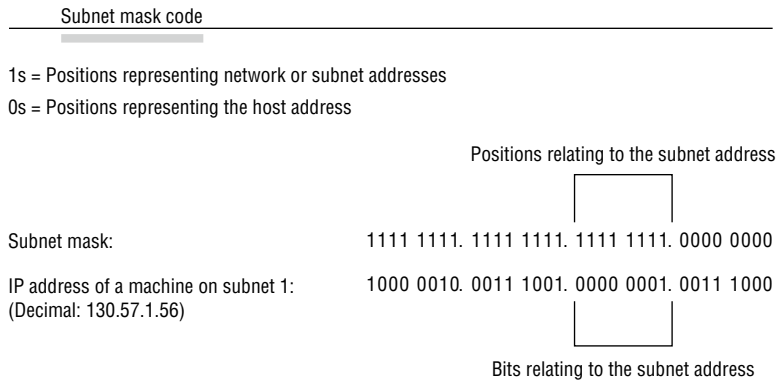 Subnet mask code
1s = Positions representing network or subnet addresses
0s = Positions representing the host address
Positions relating to the subnet address
Subnet mask: 1111 1111. 1111 1111. 1111 1111. 0000 0000
IP address of a machine on subnet 1: 1000 0010. 0011 1001. 0000 0001. 0011 1000
(Decimal: 130.57.1.56)
Bits relating to the subnet address